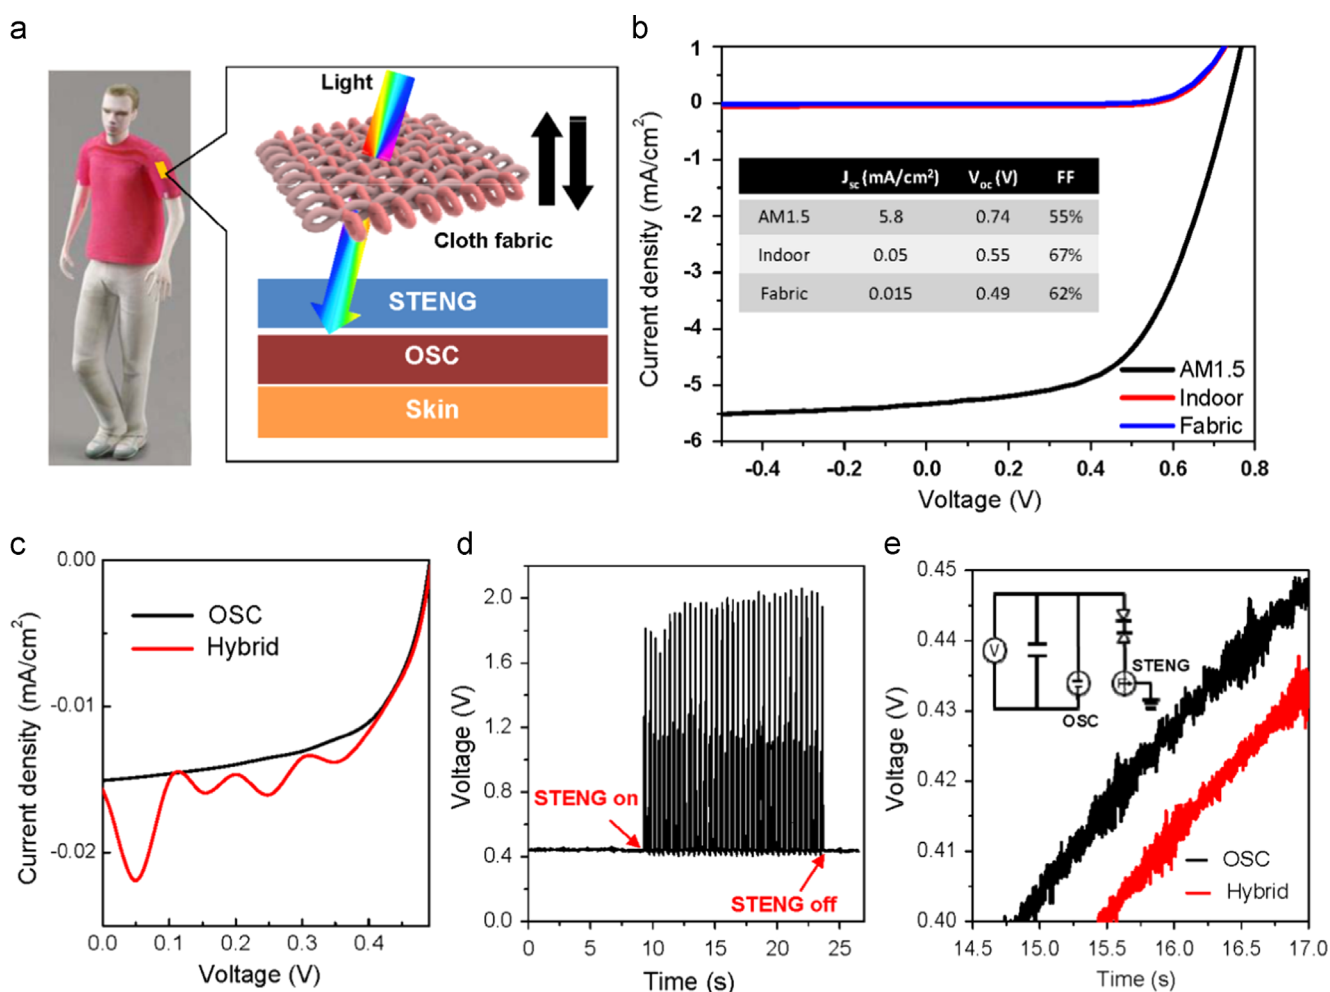 a
Light
Cloth fabric
STENG
OSC
Skin
b
Current density (mA/cm²)
1
0
-1
-2
-3
-4
-5
-6
Jsc (mA/cm²) Voc (V) FF
AM1.5 5.8 0.74 55%
Indoor 0.05 0.55 67%
Fabric 0.015 0.49 62%
AM1.5
Indoor
Fabric
-0.4 -0.2 0.0 0.2 0.4 0.6 0.8
Voltage (V)
c
Current density (mA/cm²)
0.00
-0.01
-0.02
OSC
Hybrid
0.0 0.1 0.2 0.3 0.4
Voltage (V)
d
Voltage (V)
2.0
1.6
1.2
0.8
0.4
0.0
STENG on
STENG off
0 5 10 15 20 25
Time (s)
e
Voltage (V)
0.45
0.44
0.43
0.42
0.41
0.40
V
STENG
OSC
OSC
Hybrid
14.5 15.0 15.5 16.0 16.5 17.0
Time (s)